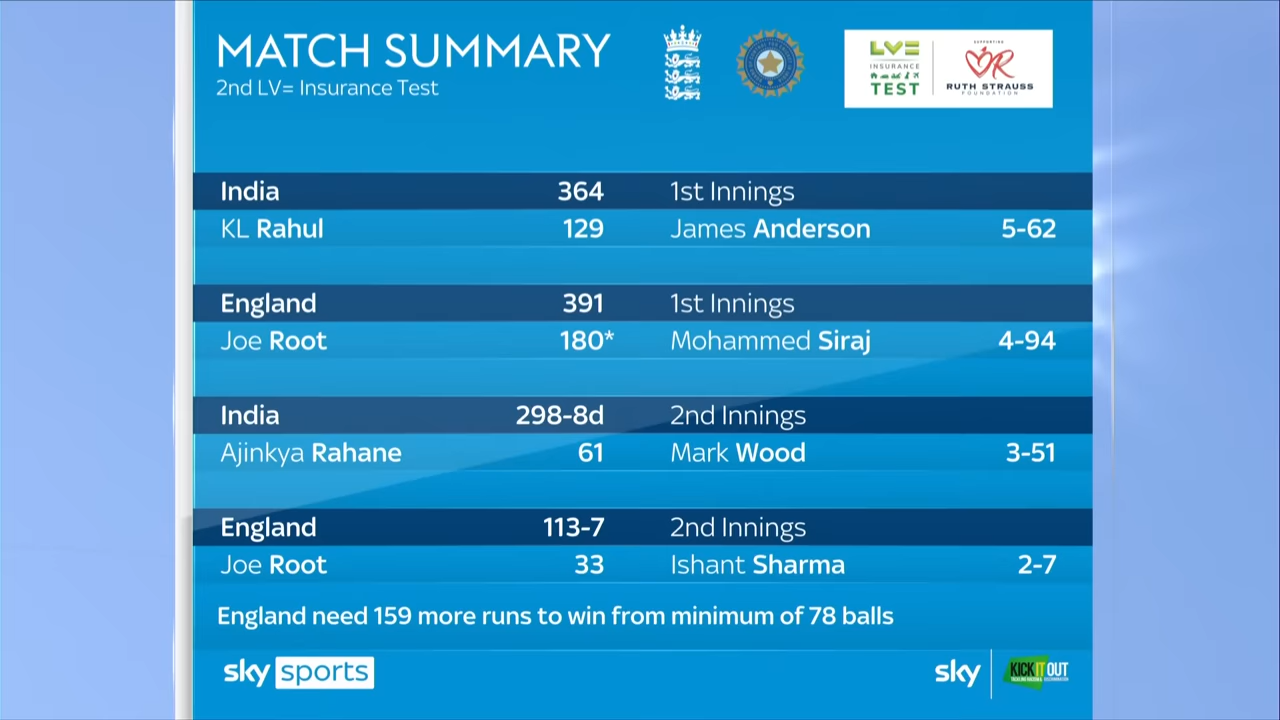 MATCH SUMMARY
2nd LV= Insurance Test
LVE
INSURANCE
TEST
SUPPORTING
RUTH STRAUSS
FOUNDATION
India 364 1st Innings
KL Rahul 129 James Anderson 5-62
England 391 1st Innings
Joe Root 180* Mohammed Siraj 4-94
India 298-8d 2nd Innings
Ajinkya Rahane 61 Mark Wood 3-51
England 113-7 2nd Innings
Joe Root 33 Ishant Sharma 2-7
England need 159 more runs to win from minimum of 78 balls
sky sports
sky
KICK IT OUT